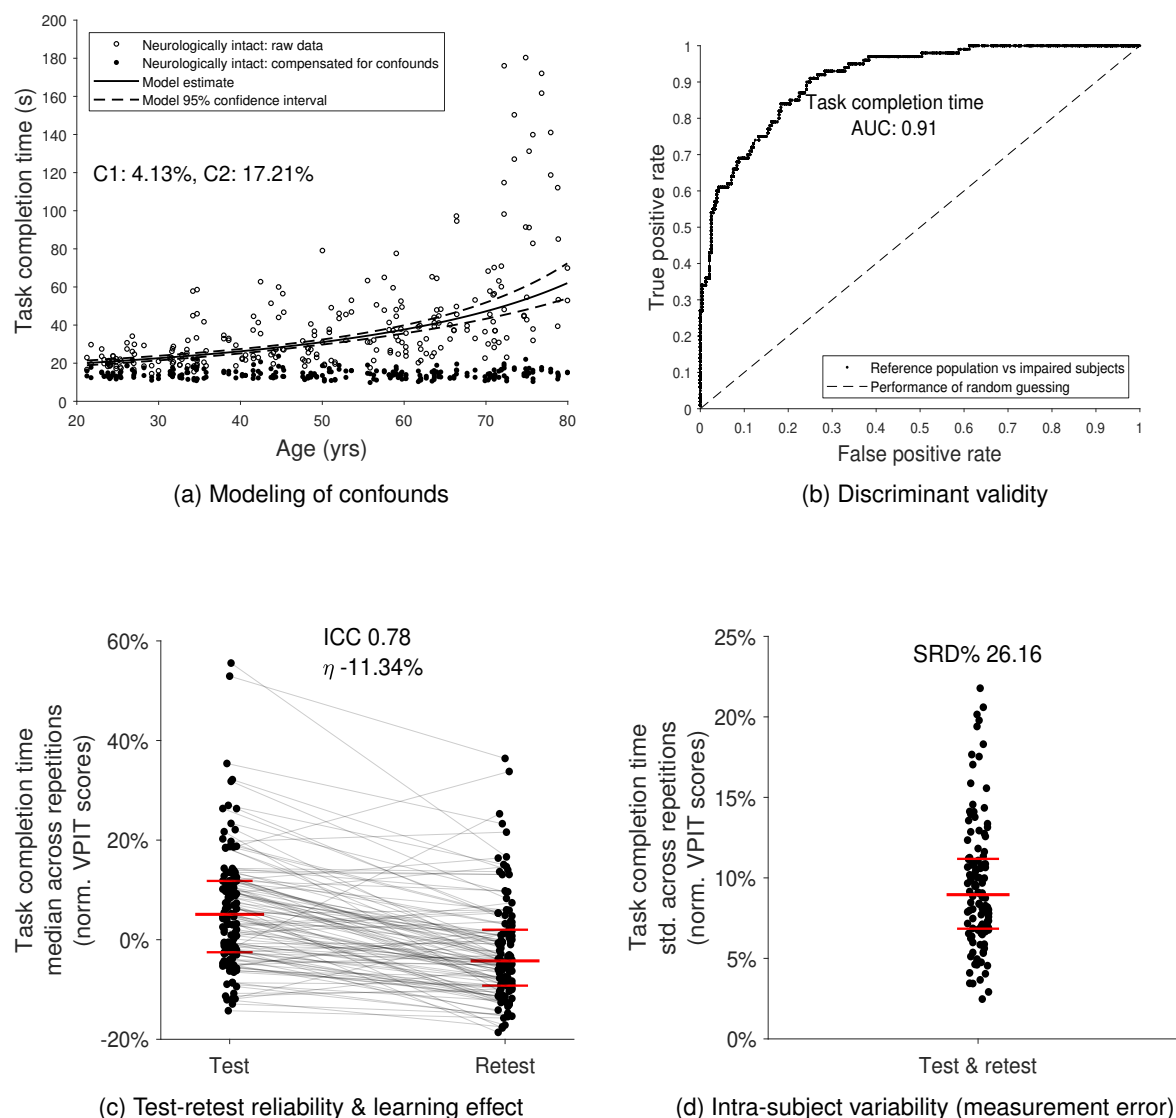 200
180
160
140
120
100
80
60
40
20
0
Task completion time (s)
Neurologically intact: raw data
Neurologically intact: compensated for confounds
Model estimate
Model 95% confidence interval
C1: 4.13%, C2: 17.21%
20 30 40 50 60 70 80
Age (yrs)
(a) Modeling of confounds
1
0.9
0.8
0.7
0.6
0.5
0.4
0.3
0.2
0.1
0
True positive rate
Task completion time
AUC: 0.91
Reference population vs impaired subjects
Performance of random guessing
0 0.1 0.2 0.3 0.4 0.5 0.6 0.7 0.8 0.9 1
False positive rate
(b) Discriminant validity
60%
40%
20%
0%
-20%
Task completion time
median across repetitions
(norm. VPIT scores)
ICC 0.78
η -11.34%
Test Retest
(c) Test-retest reliability & learning effect
25%
20%
15%
10%
5%
0%
Task completion time
std. across repetitions
(norm. VPIT scores)
SRD% 26.16
Test & retest
(d) Intra-subject variability (measurement error)